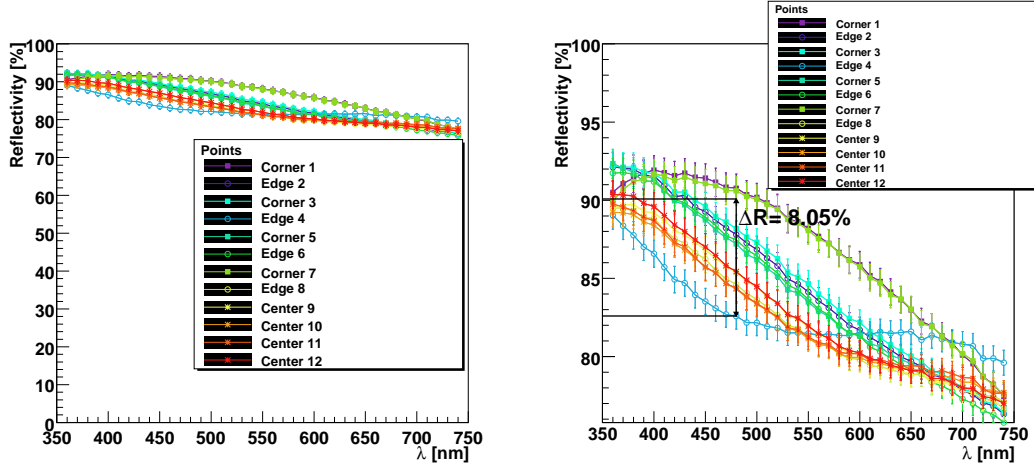 Reflectivity [%]
100
90
80
70
60
50
40
30
20
10
0
350 400 450 500 550 600 650 700 750
λ [nm]
Points
Corner 1
Edge 2
Corner 3
Edge 4
Corner 5
Edge 6
Corner 7
Edge 8
Center 9
Center 10
Center 11
Center 12
Reflectivity [%]
100
95
90
85
80
350 400 450 500 550 600 650 700 750
λ [nm]
ΔR= 8.05%
Points
Corner 1
Edge 2
Corner 3
Edge 4
Corner 5
Edge 6
Corner 7
Edge 8
Center 9
Center 10
Center 11
Center 12